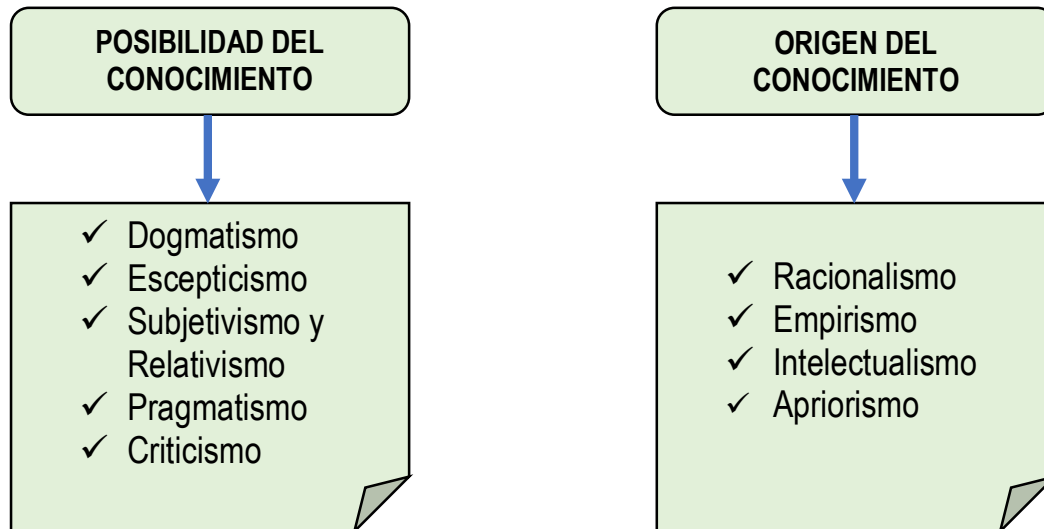 POSIBILIDAD DEL
CONOCIMIENTO
✓ Dogmatismo
✓ Escepticismo
✓ Subjetivismo y
Relativismo
✓ Pragmatismo
✓ Criticismo
ORIGEN DEL
CONOCIMIENTO
✓ Racionalismo
✓ Empirismo
✓ Intelectualismo
✓ Apriorismo